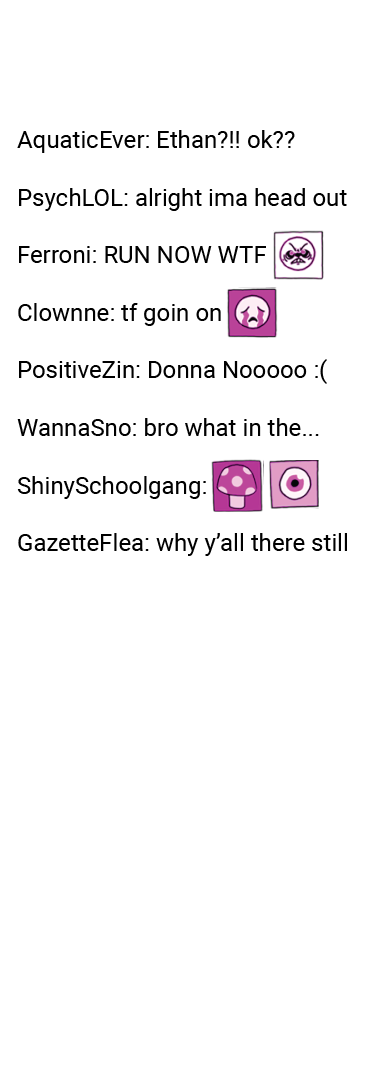 AquaticEver: Ethan?!! ok??
PsychLOL: alright ima head out
Ferroni: RUN NOW WTF
Clownne: tf goin on
PositiveZin: Donna Nooooo :(
WannaSno: bro what in the...
ShinySchoolgang:
GazetteFlea: why y’all there still